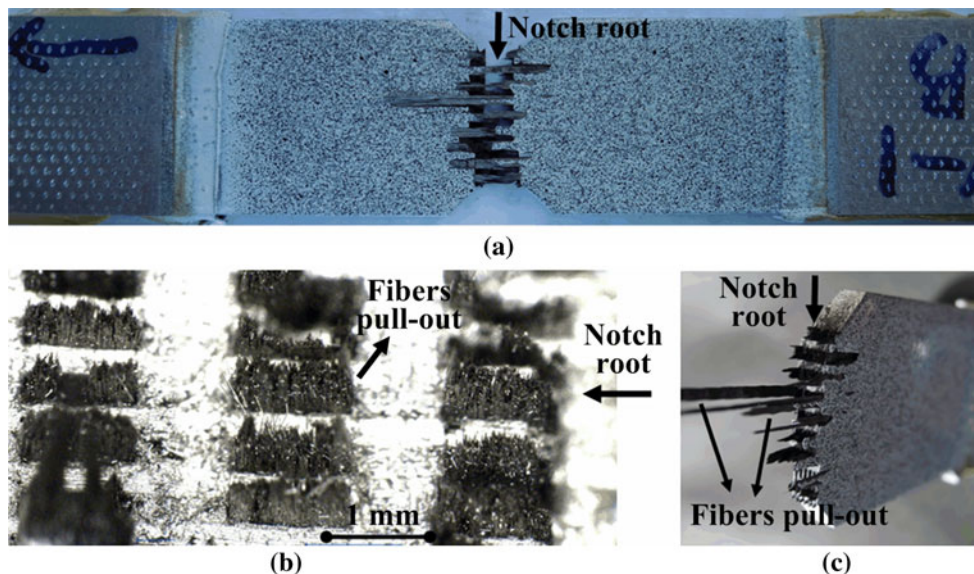 Notch root
(a)
Fibers
pull-out
Notch
root
1 mm
(b)
Notch
root
Fibers pull-out
(c)